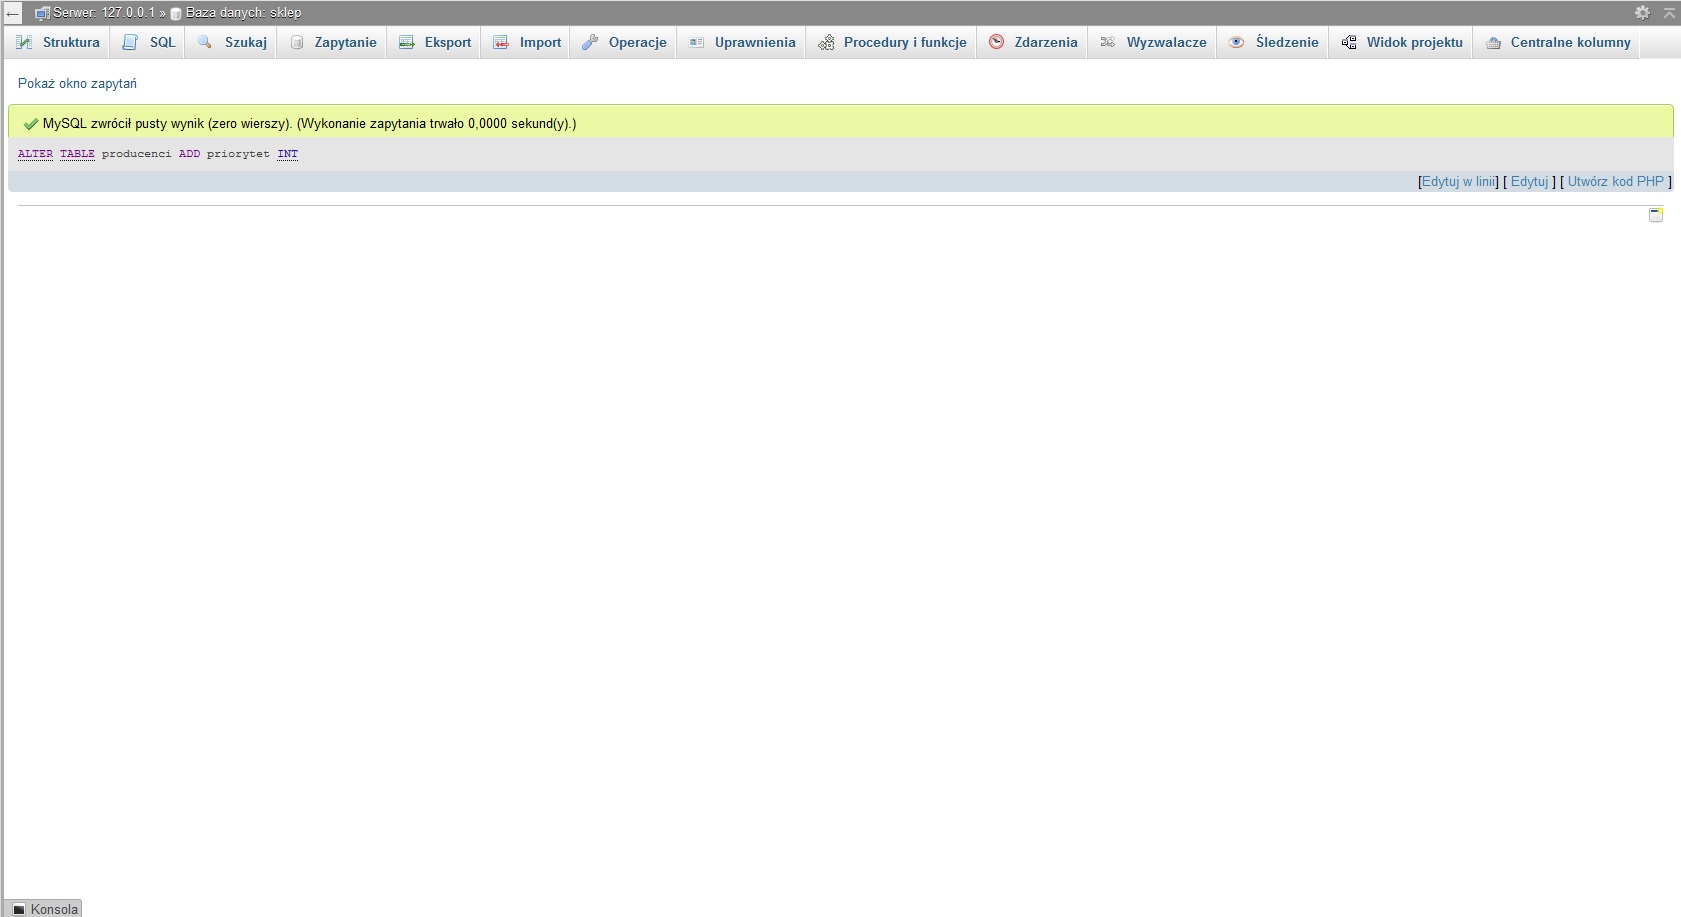 Serwer: 127.0.0.1 » Baza danych: sklep
Struktura SQL Szukaj Zapytanie Eksport Import Operacje Uprawnienia Procedury i funkcje Zdarzenia Wyzwalacze Śledzenie Widok projektu Centralne kolumny
Pokaż okno zapytań
MySQL zwrócił pusty wynik (zero wierszy). (Wykonanie zapytania trwało 0,0000 sekund(y).)
ALTER TABLE producenci ADD priorytet INT
[Edytuj w linii] [ Edytuj ] [ Utwórz kod PHP ]
Konsola